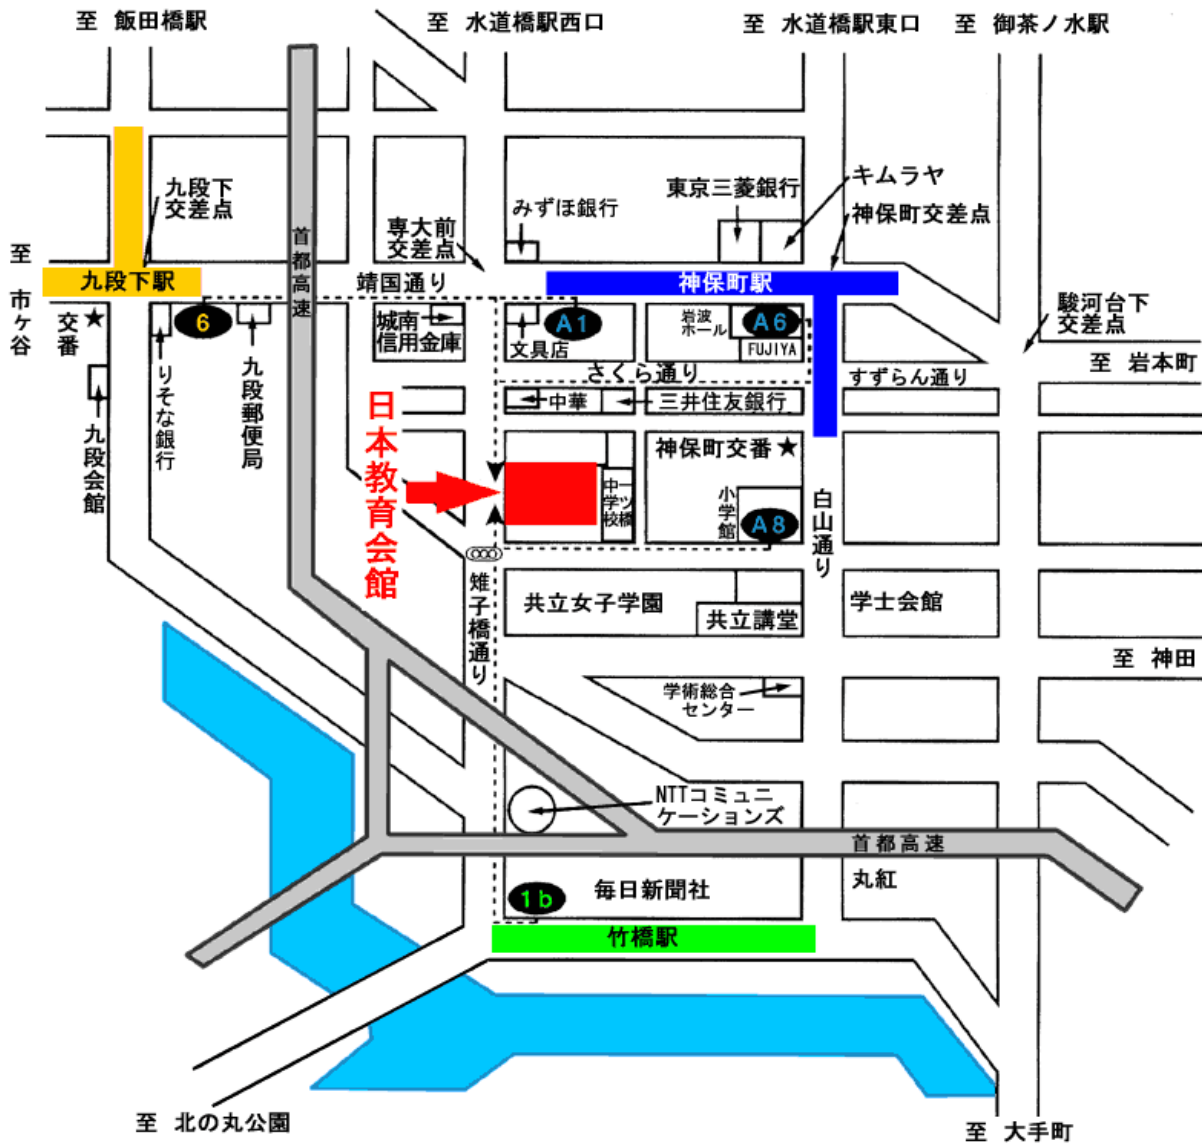 至 飯田橋駅
至 水道橋駅西口
至 水道橋駅東口
至 御茶ノ水駅
九段下
交差点
首都高速
専大前
交差点
みずほ銀行
東京三菱銀行
キムラヤ
神保町交差点
至 市ヶ谷
九段下駅
靖国通り
神保町駅
交番
6
九段郵便局
りそな銀行
九段会館
城南
信用金庫
文具店
A1
岩波
ホール
A6
FUJIYA
駿河台下
交差点
至 岩本町
さくら通り
すずらん通り
中華
三井住友銀行
日本教育会館
神保町交番
一ツ橋
中学校
小学館
A8
白山通り
雉子橋通り
共立女子学園
共立講堂
学士会館
至 神田
学術総合
センター
NTTコミュニ
ケーションズ
首都高速
丸紅
1b
毎日新聞社
竹橋駅
至 北の丸公園
至 大手町